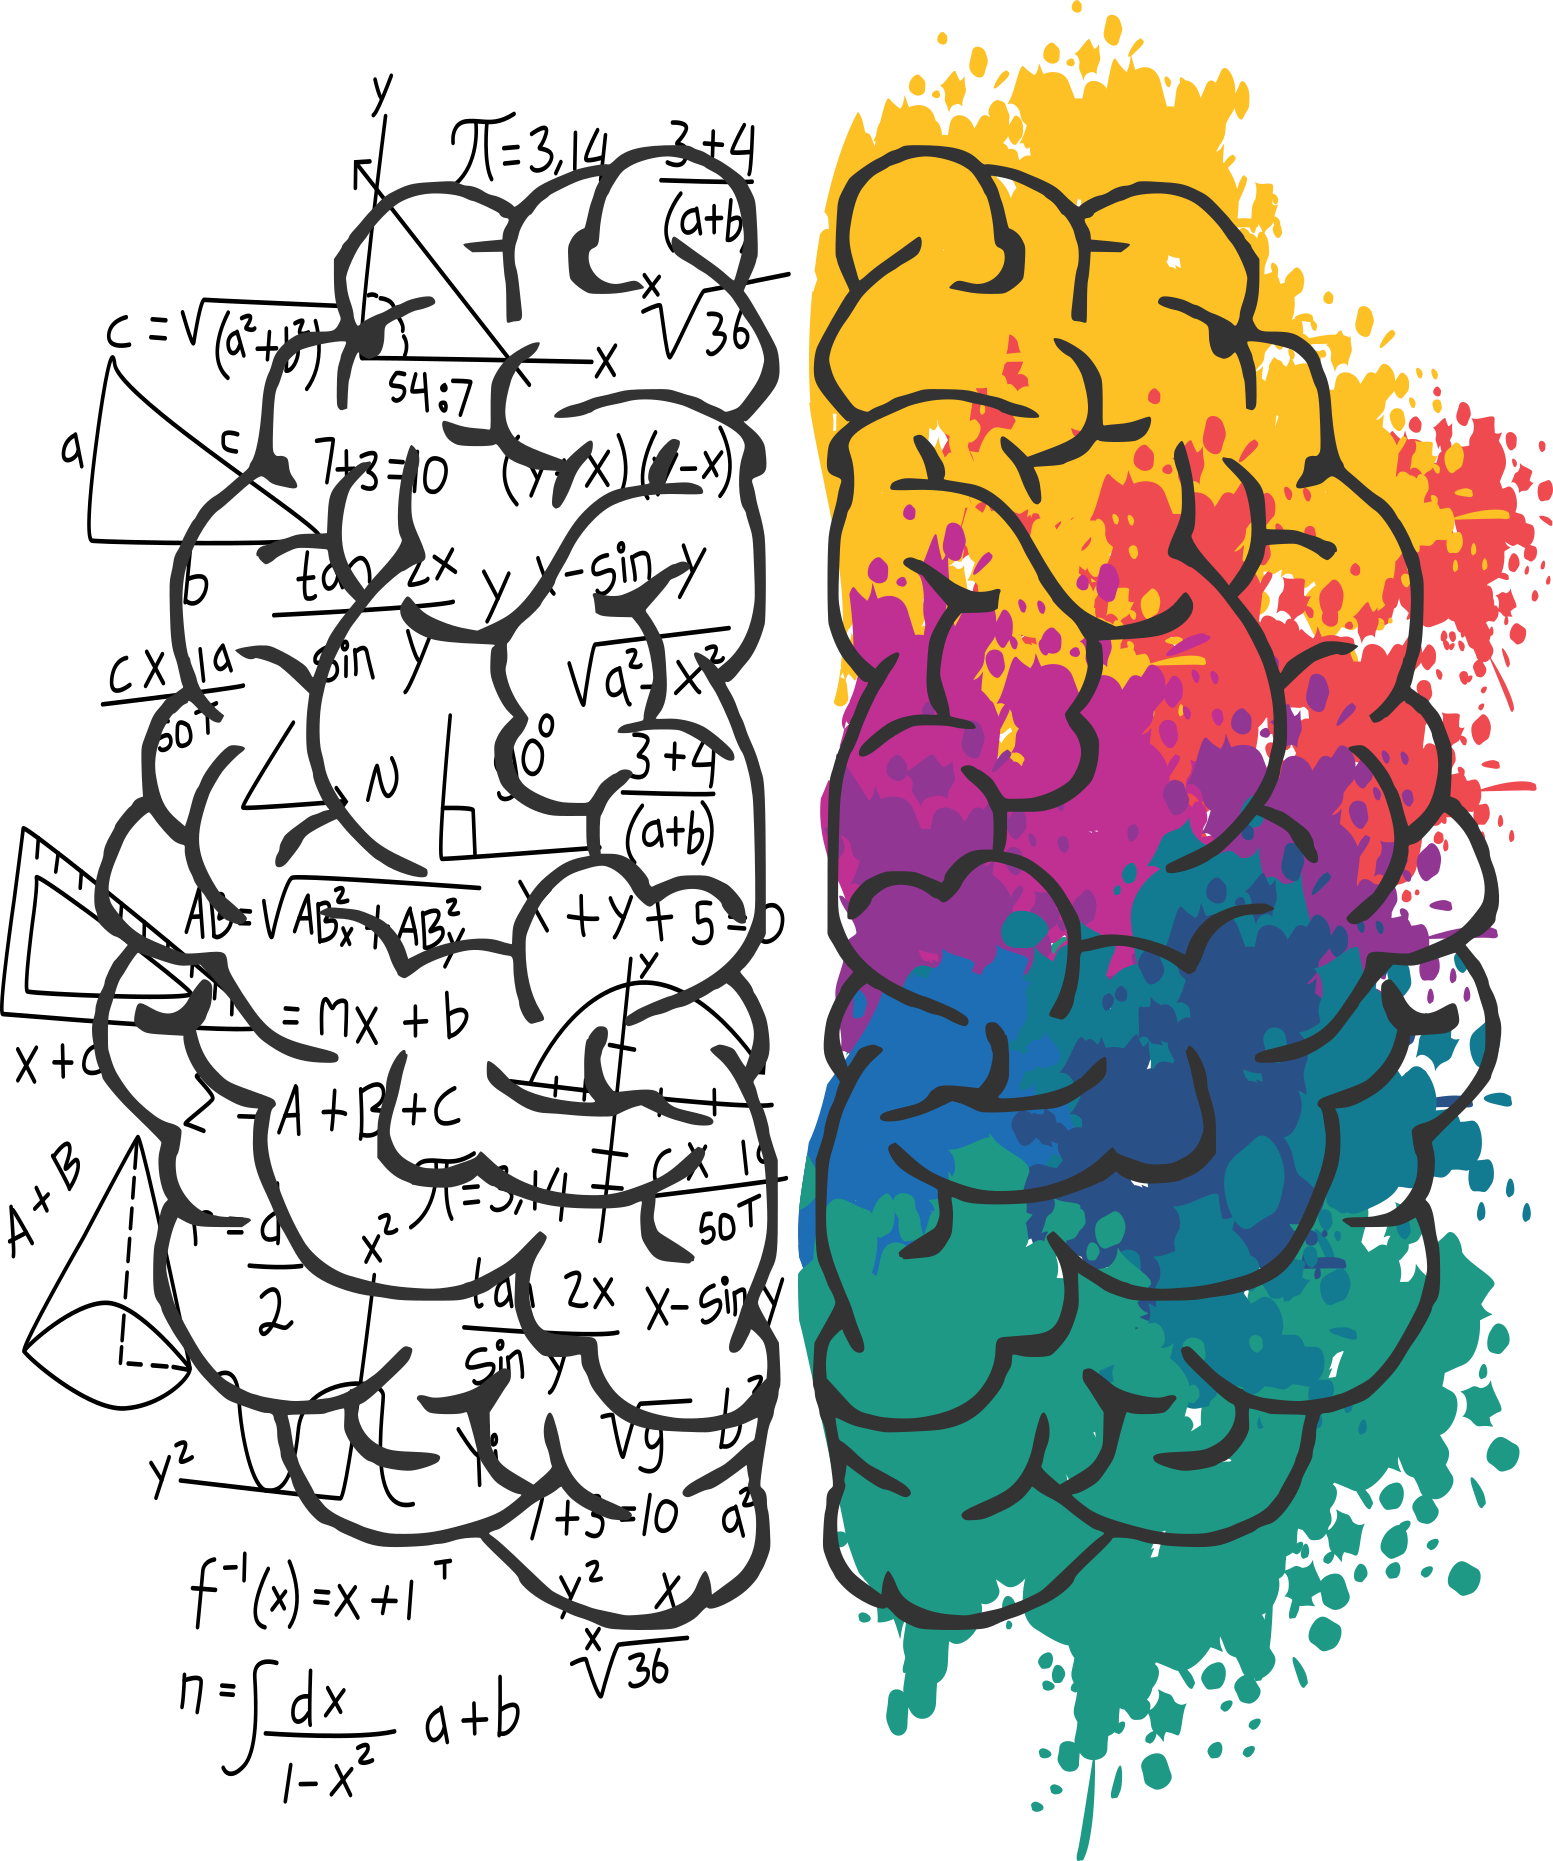 y
π=3,14
3+4
(a+b
x
√36
c=√(a²+b²)
x
54:7
a
c
7+3=10
(y X)( -X)
b
tan 2x
y
x-sin y
sin y
cx 1a
50T
√a²-x²
N
0°
3+4
(a+b)
AB=√AB²x+AB²y
x+y+5=0
y
= mx+b
x+c
= A+B+C
A+B
π=3,14
cx 1a
50T
= a
2
x²
tan 2x
x-sin y
sin y
√g
b²
y²
7+3=10
a²
y² x
f⁻¹(x)=x+1
T
x
√36
n=∫dx
1-x²
a+b